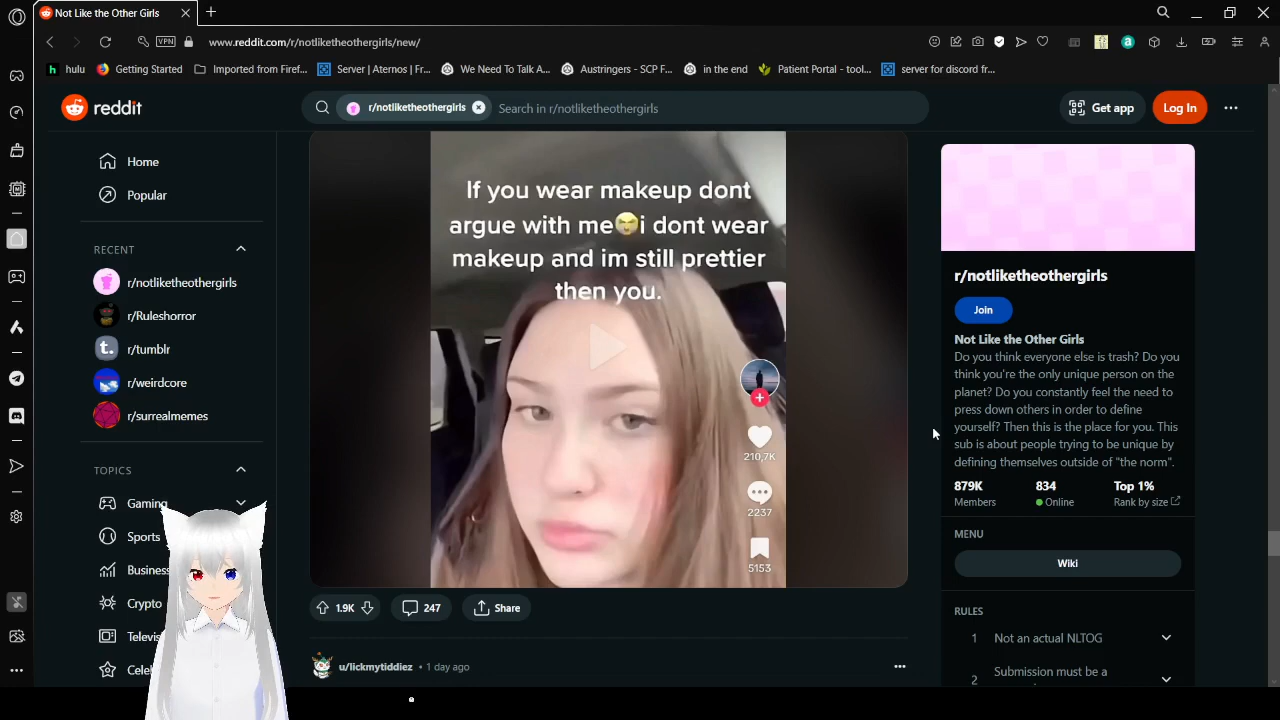 Not Like the Other Girls
VPN
www.reddit.com/r/notliketheothergirls/new/
hulu
Getting Started
Imported from Firef...
Server | Aternos | Fr...
We Need To Talk A...
Austringers - SCP F...
in the end
Patient Portal - tool...
server for discord fr...
reddit
r/notliketheothergirls
Search in r/notliketheothergirls
Get app
Log In
Home
Popular
RECENT
r/notliketheothergirls
r/Ruleshorror
r/tumblr
r/weirdcore
r/surrealmemes
TOPICS
Gaming
Sports
Business
Crypto
Televis
Celeb
If you wear makeup dont
argue with me😠i dont wear
makeup and im still prettier
then you.
210,7K
2237
5153
1.9K
247
Share
u/lickmytiddiez • 1 day ago
r/notliketheothergirls
Join
Not Like the Other Girls
Do you think everyone else is trash? Do you
think you're the only unique person on the
planet? Do you constantly feel the need to
press down others in order to define
yourself? Then this is the place for you. This
sub is about people trying to be unique by
defining themselves outside of "the norm".
879K 834 Top 1%
Members Online Rank by size
MENU
Wiki
RULES
1 Not an actual NLTOG
2 Submission must be a